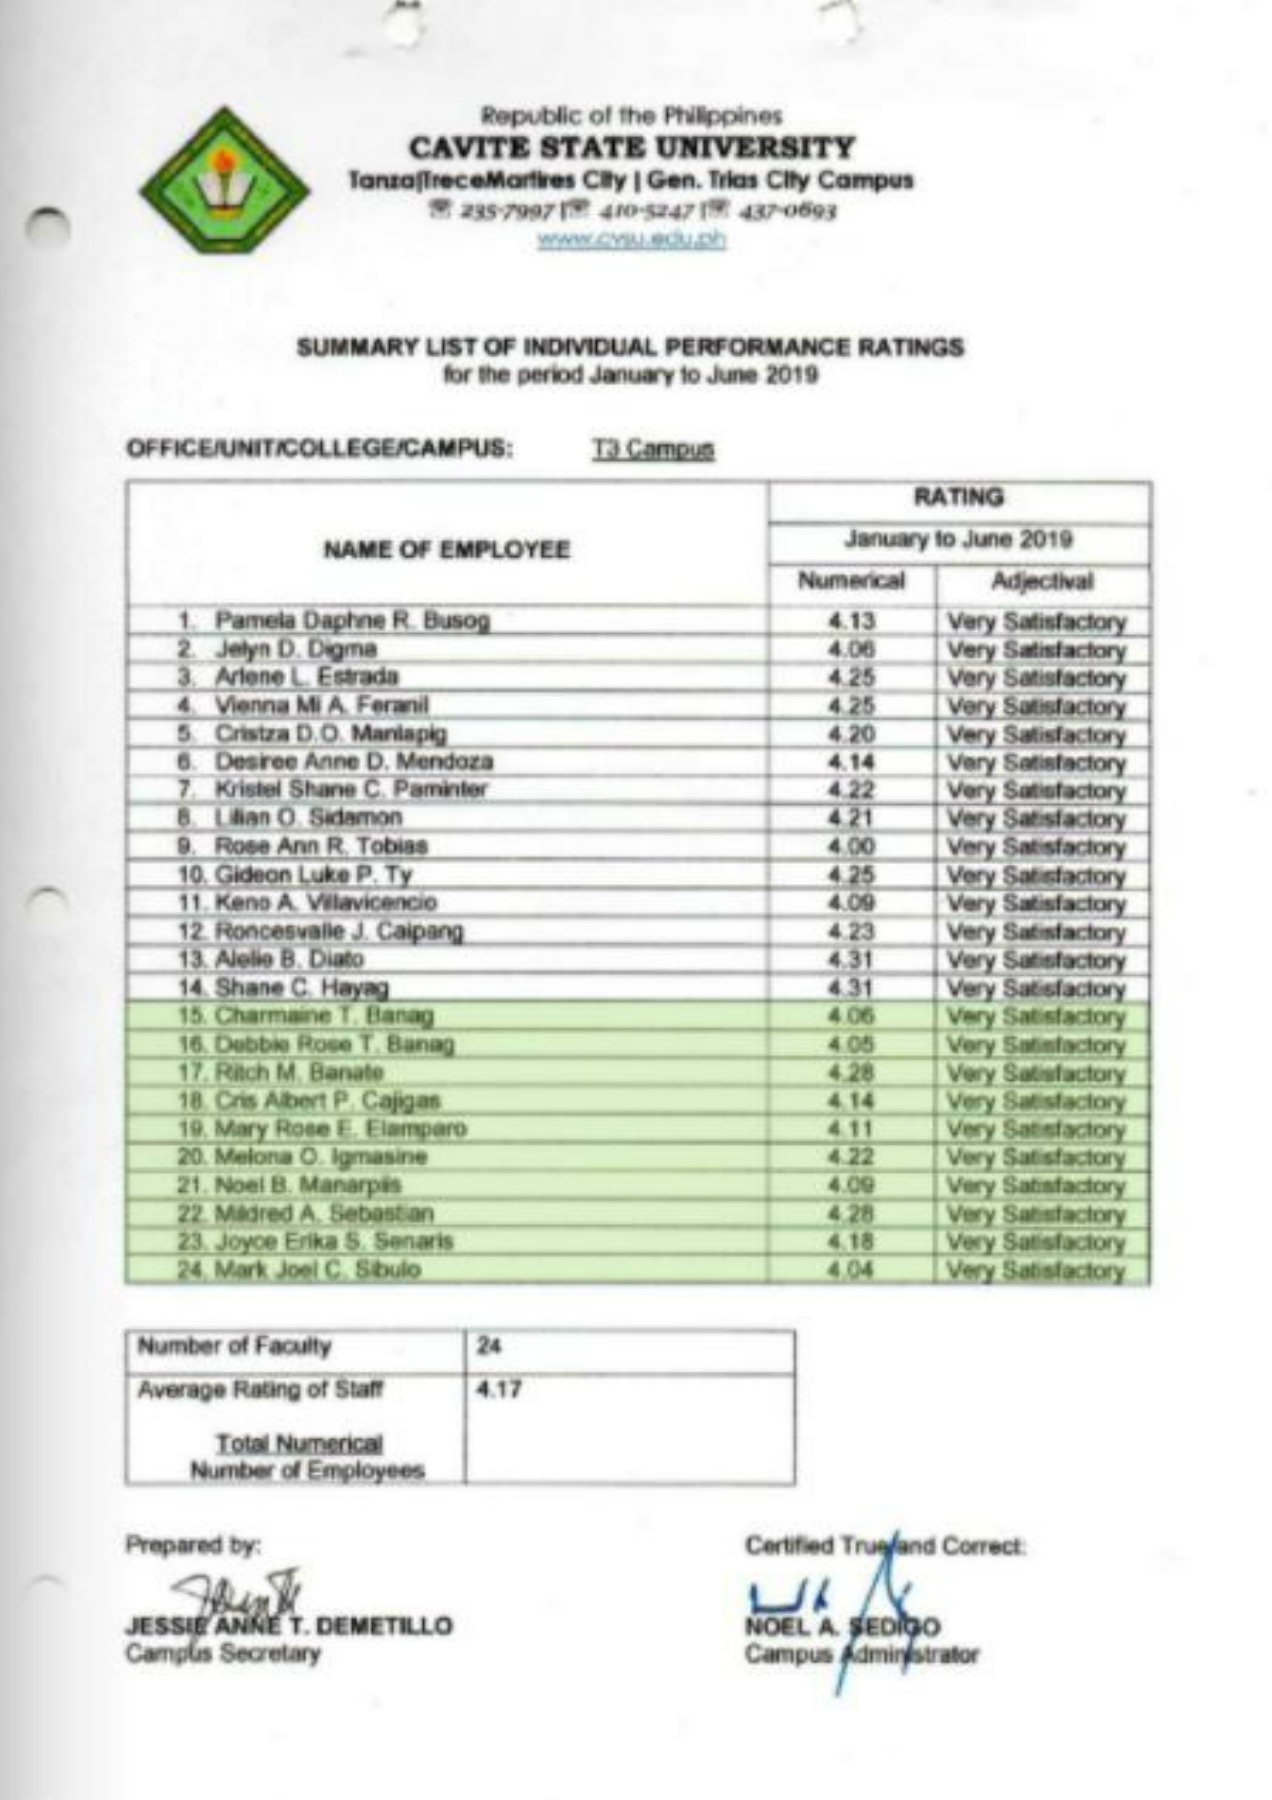 Republic of the Philippines
CAVITE STATE UNIVERSITY
Tanza|TreceMartires City | Gen. Trias City Campus
☏ 235-7997 |☏ 410-5247 |☏ 437-0693
www.cvsu.edu.ph
SUMMARY LIST OF INDIVIDUAL PERFORMANCE RATINGS
for the period January to June 2019
OFFICE/UNIT/COLLEGE/CAMPUS: T3 Campus
RATING
NAME OF EMPLOYEE January to June 2019
Numerical Adjectival
1. Pamela Daphne R. Busog 4.13 Very Satisfactory
2. Jelyn D. Digma 4.06 Very Satisfactory
3. Arlene L. Estrada 4.25 Very Satisfactory
4. Vienna Mi A. Feranil 4.25 Very Satisfactory
5. Cristza D.O. Manlapig 4.20 Very Satisfactory
6. Desiree Anne D. Mendoza 4.14 Very Satisfactory
7. Kristel Shane C. Paminter 4.22 Very Satisfactory
8. Lilian O. Sidamon 4.21 Very Satisfactory
9. Rose Ann R. Tobias 4.00 Very Satisfactory
10. Gideon Luke P. Ty 4.25 Very Satisfactory
11. Keno A. Villavicencio 4.09 Very Satisfactory
12. Roncesvalle J. Caipang 4.23 Very Satisfactory
13. Alelie B. Diato 4.31 Very Satisfactory
14. Shane C. Hayag 4.31 Very Satisfactory
15. Charmaine T. Banag 4.06 Very Satisfactory
16. Debbie Rose T. Banag 4.05 Very Satisfactory
17. Ritch M. Banate 4.28 Very Satisfactory
18. Cris Albert P. Cajigas 4.14 Very Satisfactory
19. Mary Rose E. Elamparo 4.11 Very Satisfactory
20. Melona O. Igmasine 4.22 Very Satisfactory
21. Noel B. Manarpiis 4.09 Very Satisfactory
22. Mildred A. Sebastian 4.28 Very Satisfactory
23. Joyce Erika S. Senaris 4.18 Very Satisfactory
24. Mark Joel C. Sibulo 4.04 Very Satisfactory
Number of Faculty 24
Average Rating of Staff 4.17
Total Numerical
Number of Employees
Prepared by: Certified True and Correct:
JESSIE ANNE T. DEMETILLO NOEL A. SEDIGO
Campus Secretary Campus Administrator